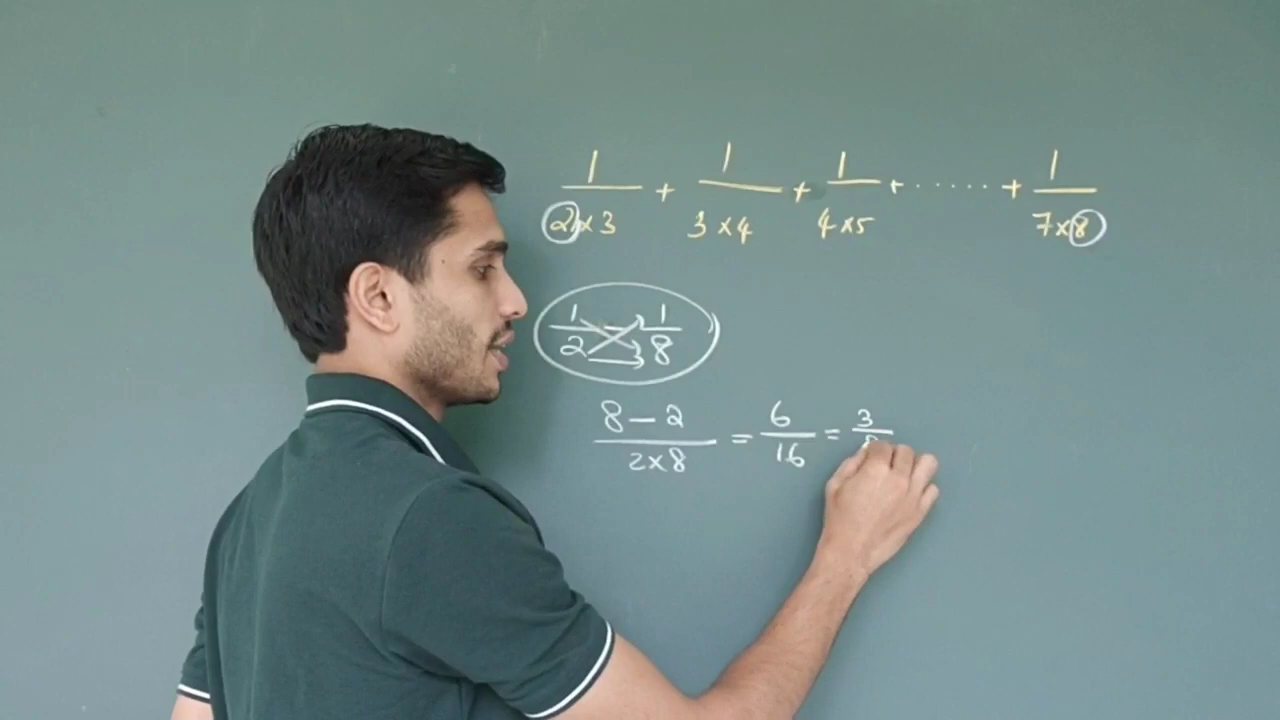 1/(2×3) + 1/(3×4) + 1/(4×5) + ...... + 1/(7×8)
1/2 - 1/8
(8 - 2)/(2×8) = 6/16 = 3/